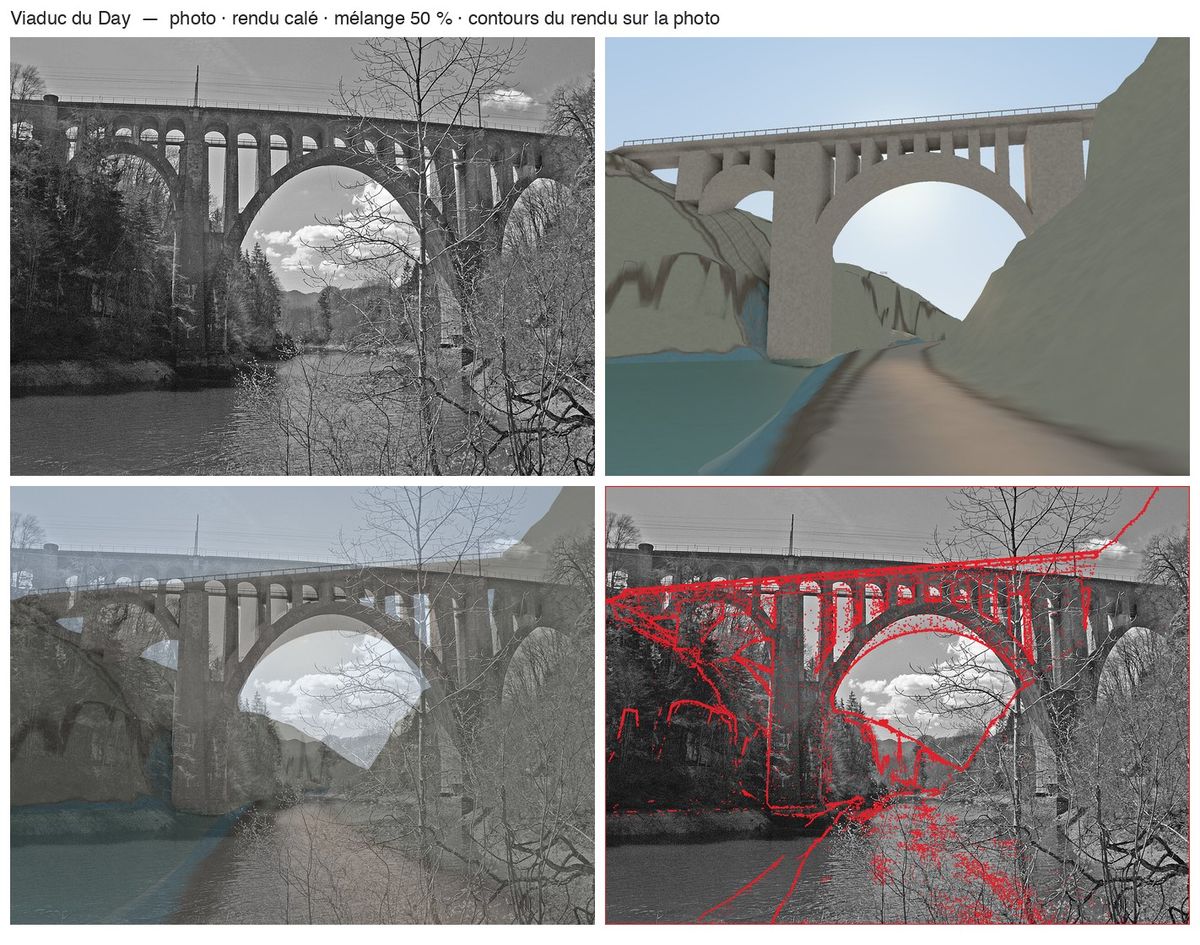 Viaduc du Day — photo · rendu calé · mélange 50 % · contours du rendu sur la photo